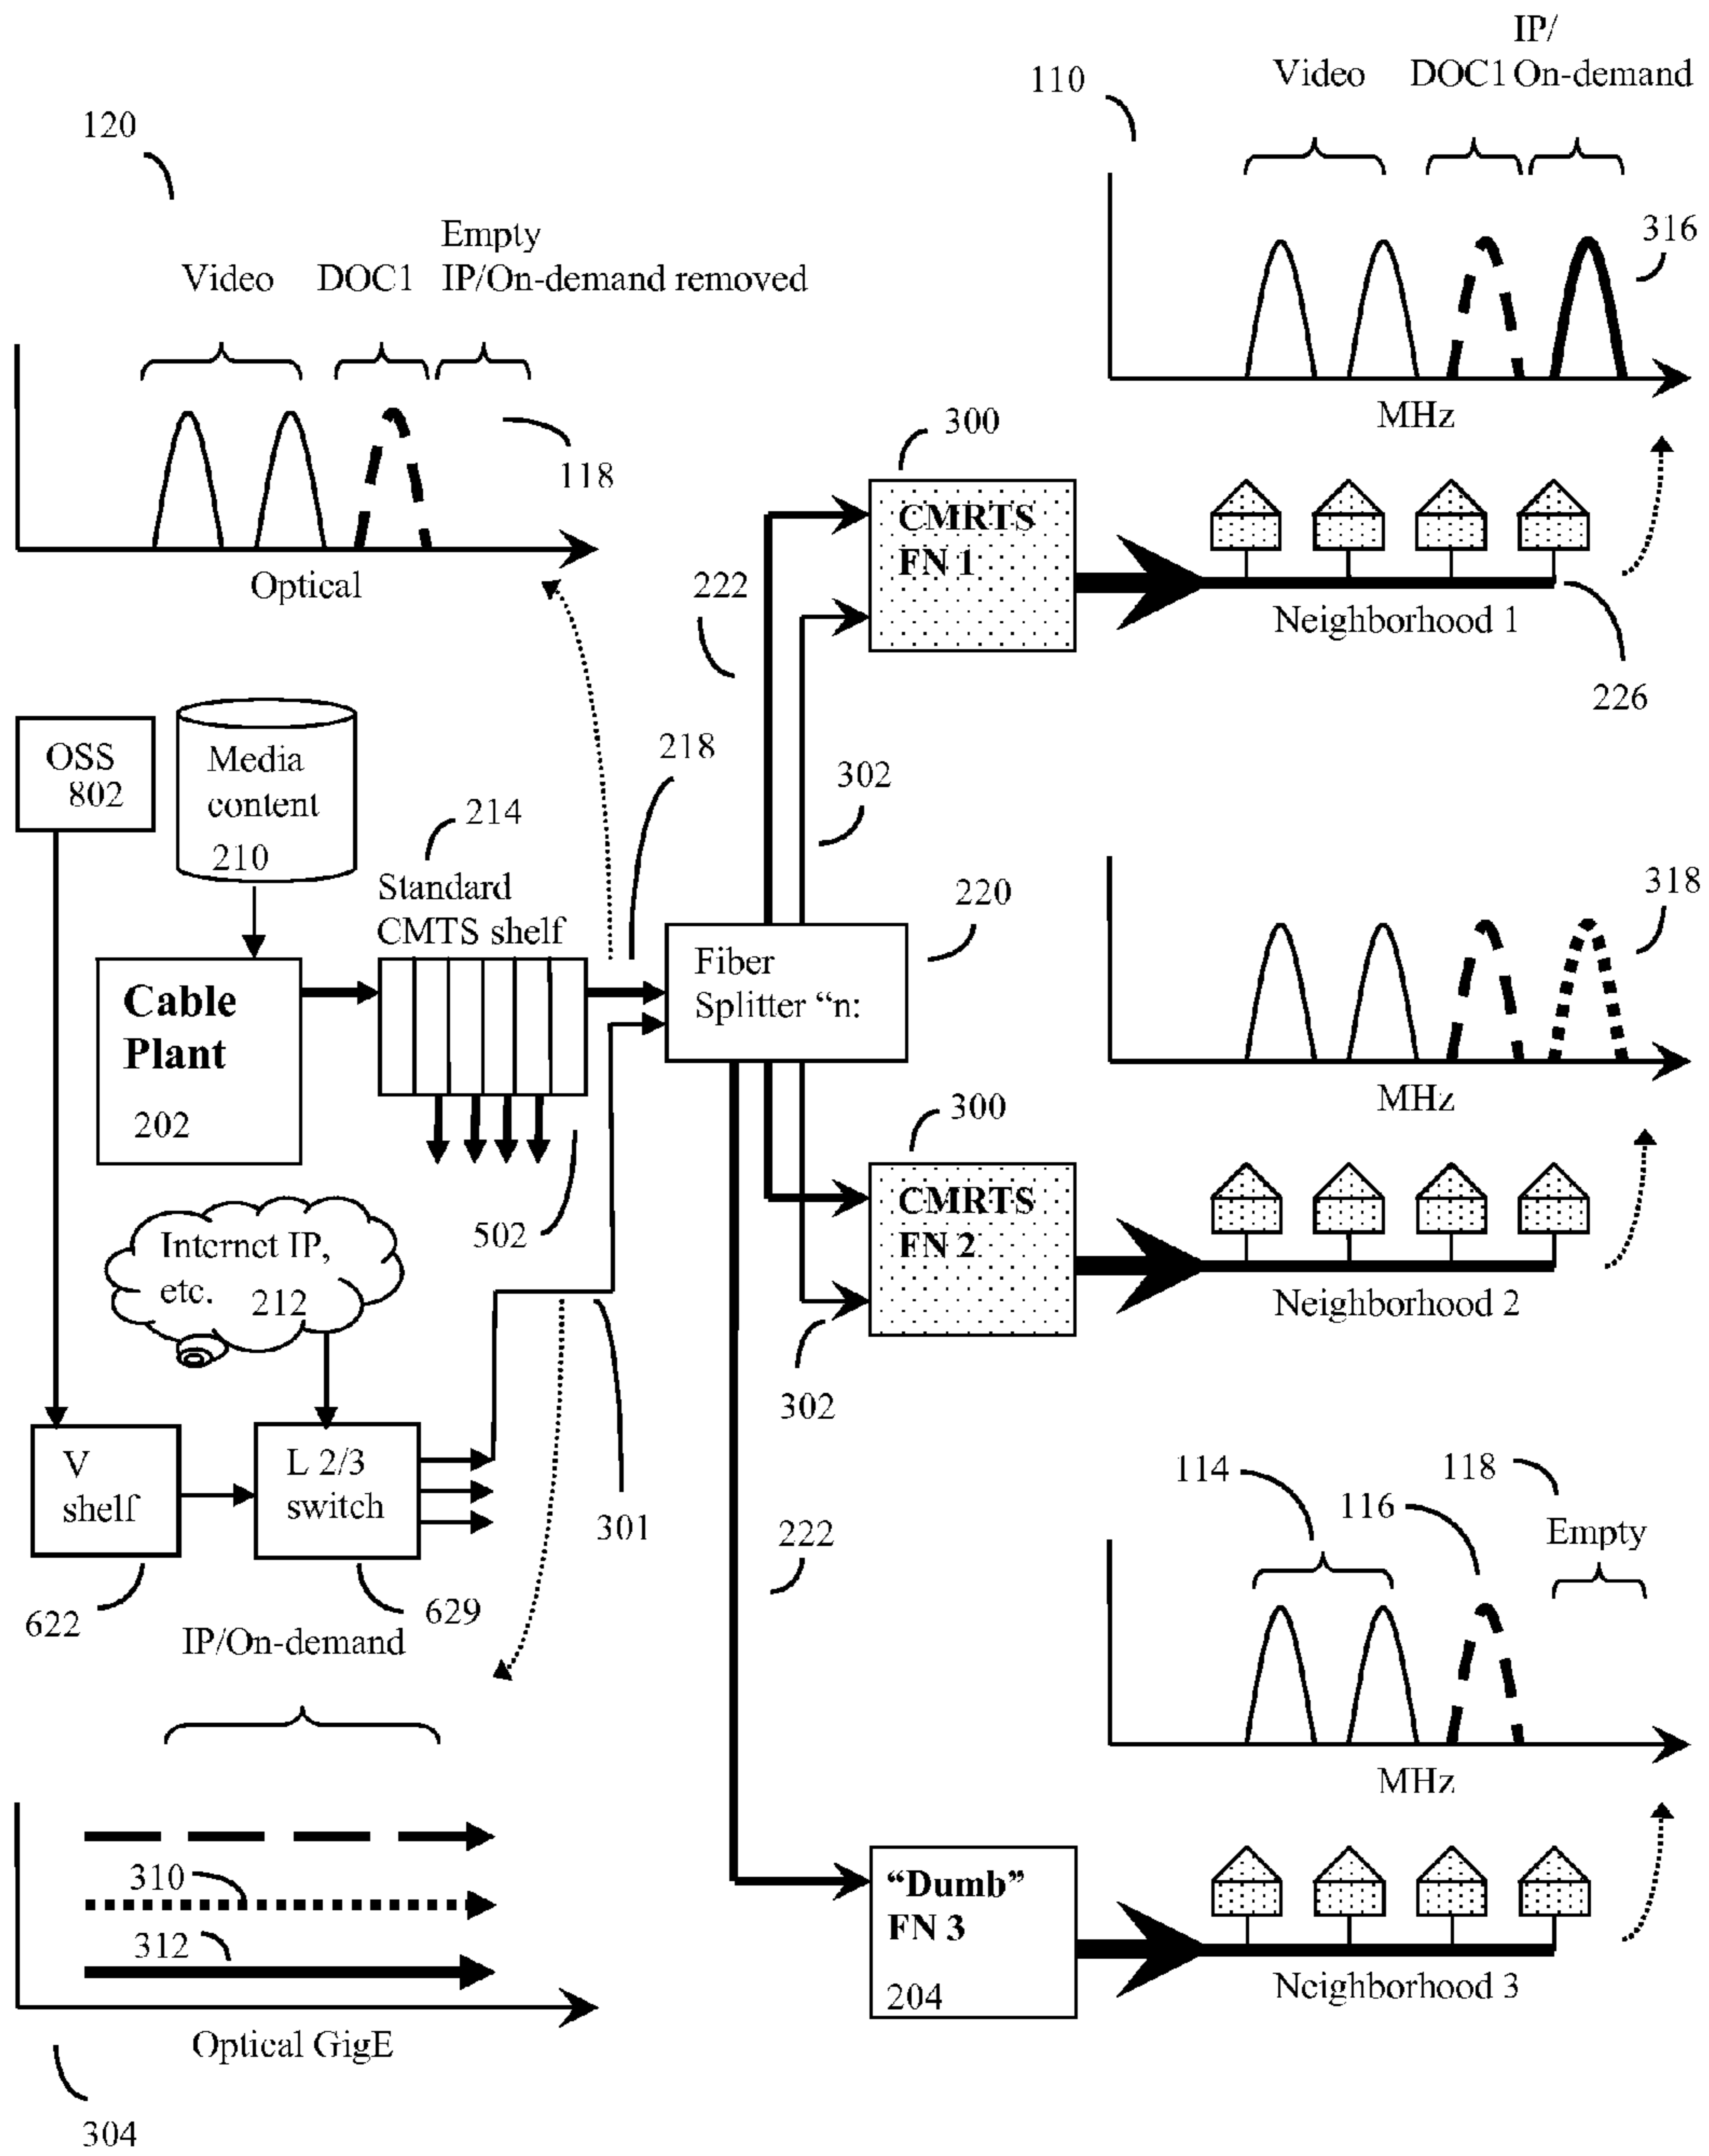 IP/
Video DOC1 On-demand
110
120
316
Empty
Video DOC1 IP/On-demand removed
MHz
300
118
CMRTS
FN 1
Optical
222
Neighborhood 1
226
OSS
802
Media
content
210
218
302
214
Standard
CMTS shelf
220
318
Fiber
Splitter “n:
Cable
Plant
202
MHz
300
CMRTS
FN 2
502
Internet IP,
etc. 212
Neighborhood 2
302
V
shelf
L 2/3
switch
301
114
118
116
Empty
222
622
629
IP/On-demand
MHz
310
312
“Dumb”
FN 3
204
Neighborhood 3
Optical GigE
304